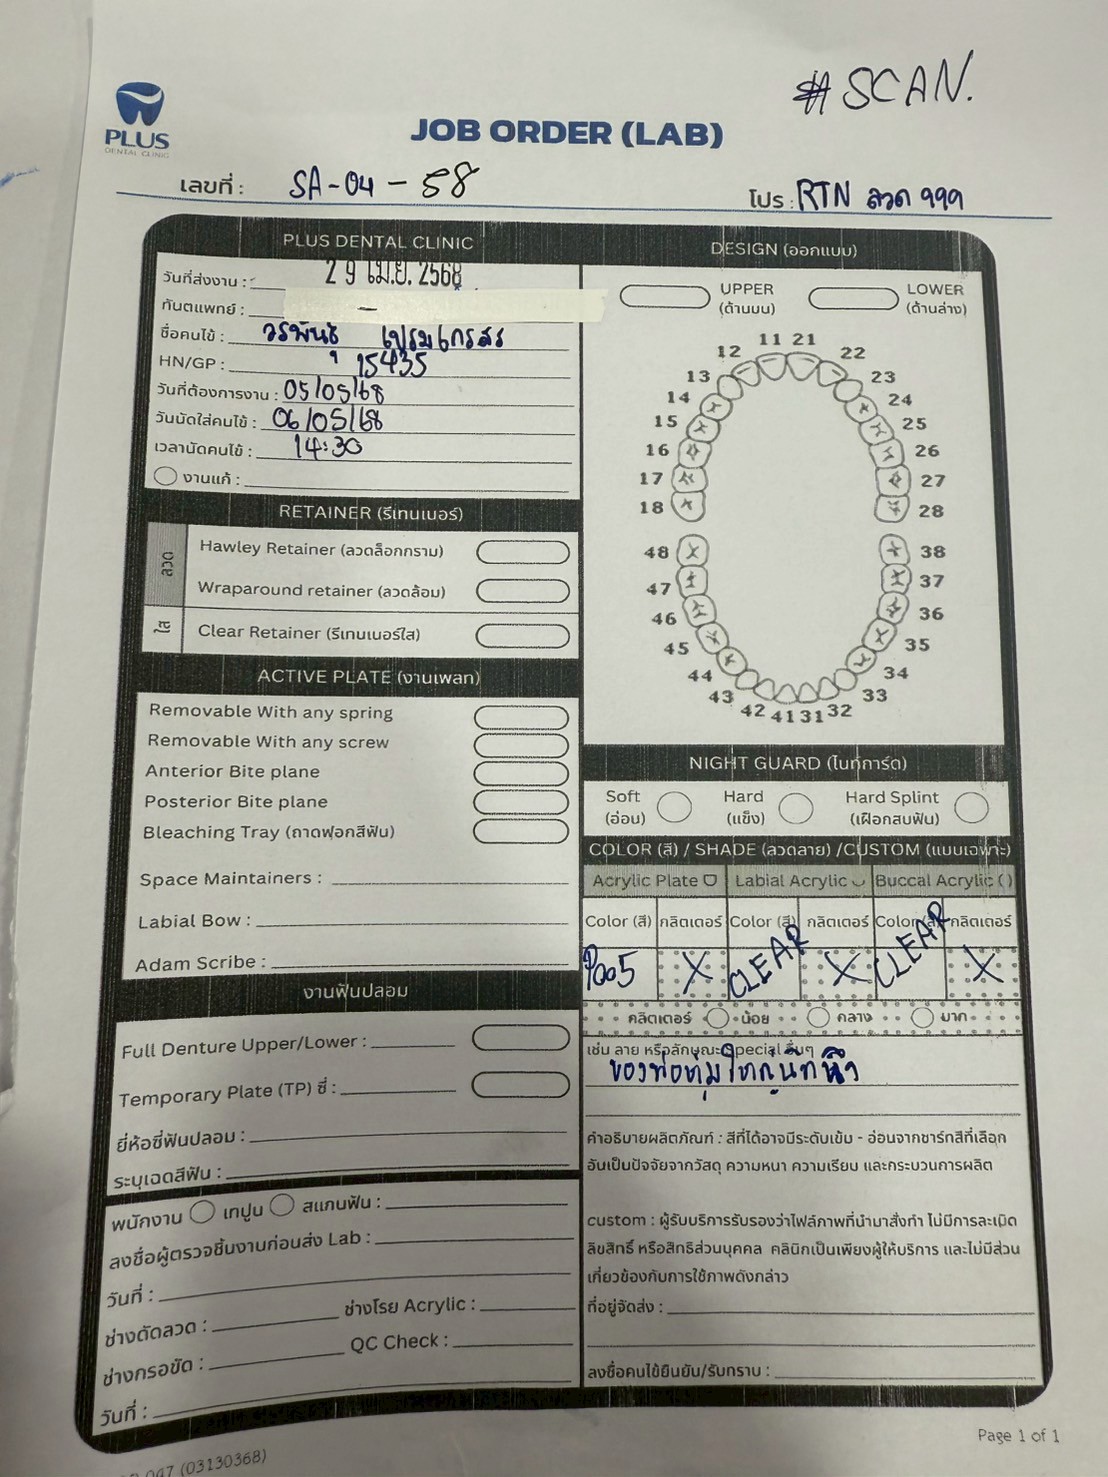 #SCAN.
PLUS
DENTAL CLINIC
JOB ORDER (LAB)
เลขที่ : SA-04-58
โปร : RTN ลวด 999
PLUS DENTAL CLINIC
วันที่ส่งงาน : 29 เม.ย. 2568
ทันตแพทย์ : -
ชื่อคนไข้ : วรพันธุ์ เปรมไกรสร
HN/GP : 15435
วันที่ต้องการงาน : 05/05/68
วันนัดใส่คนไข้ : 06/05/68
เวลานัดคนไข้ : 14:30
งานแก้ :
DESIGN (ออกแบบ)
UPPER (ด้านบน)
LOWER (ด้านล่าง)
11 21
12 22
13 23
14 24
15 25
16 26
17 27
18 28
48 38
47 37
46 36
45 35
44 34
43 33
42 41 31 32
RETAINER (รีเทนเนอร์)
ลวด
Hawley Retainer (ลวดล็อกกราม)
Wraparound retainer (ลวดล้อม)
ใส
Clear Retainer (รีเทนเนอร์ใส)
ACTIVE PLATE (งานเพลท)
Removable With any spring
Removable With any screw
Anterior Bite plane
Posterior Bite plane
Bleaching Tray (ถาดฟอกสีฟัน)
Space Maintainers :
Labial Bow :
Adam Scribe :
งานฟันปลอม
Full Denture Upper/Lower :
Temporary Plate (TP) ซี่ :
ยี่ห้อซี่ฟันปลอม :
ระบุเฉดสีฟัน :
พนักงาน เทปูน สแกนฟัน :
ลงชื่อผู้ตรวจชิ้นงานก่อนส่ง Lab :
วันที่ :
ช่างดัดลวด : ช่างโรย Acrylic :
ช่างกรอขัด : QC Check :
วันที่ :
NIGHT GUARD (ไนท์การ์ด)
Soft (อ่อน)
Hard (แข็ง)
Hard Splint (เฝือกสบฟัน)
COLOR (สี) / SHADE (ลวดลาย) /CUSTOM (แบบเฉพาะ)
Acrylic Plate Labial Acrylic Buccal Acrylic ( )
Color (สี) กลิตเตอร์ Color (สี) กลิตเตอร์ Color (สี) กลิตเตอร์
P005 X CLEAR X CLEAR X
กลิตเตอร์ น้อย กลาง มาก
เช่น ลาย หรือลักษณะ Special อื่นๆ
คำอธิบายผลิตภัณฑ์ : สีที่ได้อาจมีระดับเข้ม - อ่อนจากชาร์ทสีที่เลือก
อันเป็นปัจจัยจากวัสดุ ความหนา ความเรียบ และกระบวนการผลิต
custom : ผู้รับบริการรับรองว่าไฟล์ภาพที่นำมาสั่งทำ ไม่มีการละเมิด
ลิขสิทธิ์ หรือสิทธิส่วนบุคคล คลินิกเป็นเพียงผู้ให้บริการ และไม่มีส่วน
เกี่ยวข้องกับการใช้ภาพดังกล่าว
ที่อยู่จัดส่ง :
ลงชื่อคนไข้ยืนยัน/รับทราบ :
Page 1 of 1
047 (03130368)